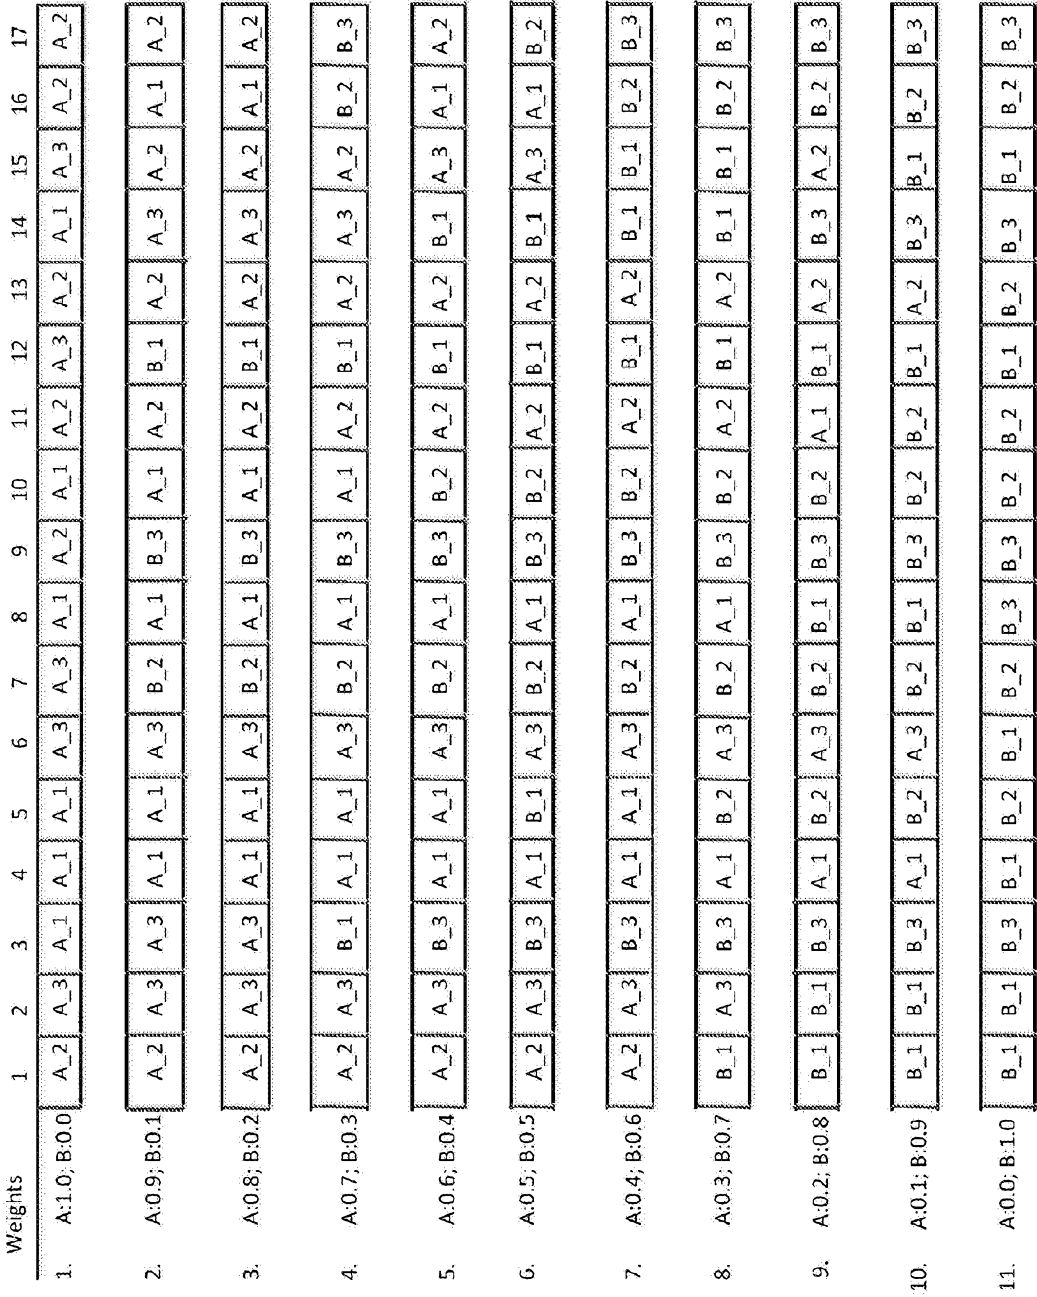 Weights 1 2 3 4 5 6 7 8 9 10 11 12 13 14 15 16 17
1. A:1.0; B:0.0 A_2 A_3 A_1 A_1 A_1 A_3 A_3 A_1 A_2 A_1 A_2 A_3 A_2 A_1 A_3 A_2 A_2
2. A:0.9; B:0.1 A_2 A_3 A_3 A_1 A_1 A_3 B_2 A_1 B_3 A_1 A_2 B_1 A_2 A_3 A_2 A_1 A_2
3. A:0.8; B:0.2 A_2 A_3 A_3 A_1 A_1 A_3 B_2 A_1 B_3 A_1 A_2 B_1 A_2 A_3 A_2 A_1 A_2
4. A:0.7; B:0.3 A_2 A_3 B_1 A_1 A_1 A_3 B_2 A_1 B_3 A_1 A_2 B_1 A_2 A_3 A_2 B_2 B_3
5. A:0.6; B:0.4 A_2 A_3 B_3 A_1 A_1 A_3 B_2 A_1 B_3 B_2 A_2 B_1 A_2 B_1 A_3 A_1 A_2
6. A:0.5; B:0.5 A_2 A_3 B_3 A_1 B_1 A_3 B_2 A_1 B_3 B_2 A_2 B_1 A_2 B_1 A_3 A_1 B_2
7. A:0.4; B:0.6 A_2 A_3 B_3 A_1 A_1 A_3 B_2 A_1 B_3 B_2 A_2 B_1 A_2 B_1 B_1 B_2 B_3
8. A:0.3; B:0.7 B_1 A_3 B_3 A_1 B_2 A_3 B_2 A_1 B_3 B_2 A_2 B_1 A_2 B_1 B_1 B_2 B_3
9. A:0.2; B:0.8 B_1 B_1 B_3 A_1 B_2 A_3 B_2 B_1 B_3 B_2 A_1 B_1 A_2 B_3 A_2 B_2 B_3
10. A:0.1; B:0.9 B_1 B_1 B_3 A_1 B_2 A_3 B_2 B_1 B_3 B_2 B_2 B_1 A_2 B_3 B_1 B_2 B_3
11. A:0.0; B:1.0 B_1 B_1 B_3 B_1 B_2 B_1 B_2 B_3 B_3 B_2 B_2 B_1 B_2 B_3 B_1 B_2 B_3